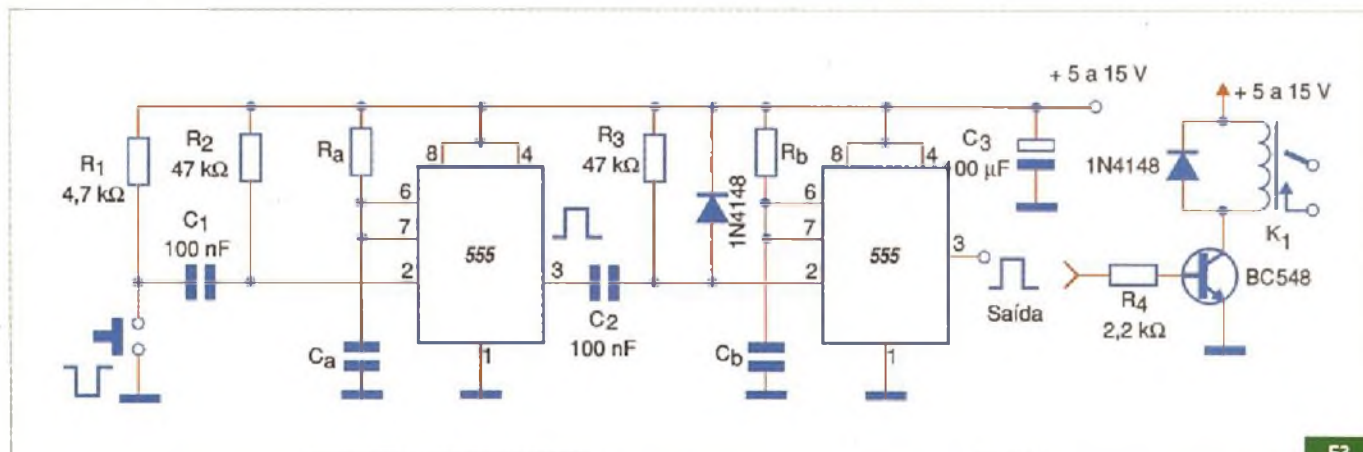 + 5 a 15 V
+ 5 a 15 V
R1
4,7 kΩ
R2
47 kΩ
C1
100 nF
Ra
Ca
8
4
6
7
2
555
3
1
C2
100 nF
R3
47 kΩ
1N4148
Rb
Cb
8
4
6
7
2
555
3
1
C3
100 µF
Saída
R4
2,2 kΩ
1N4148
K1
BC548